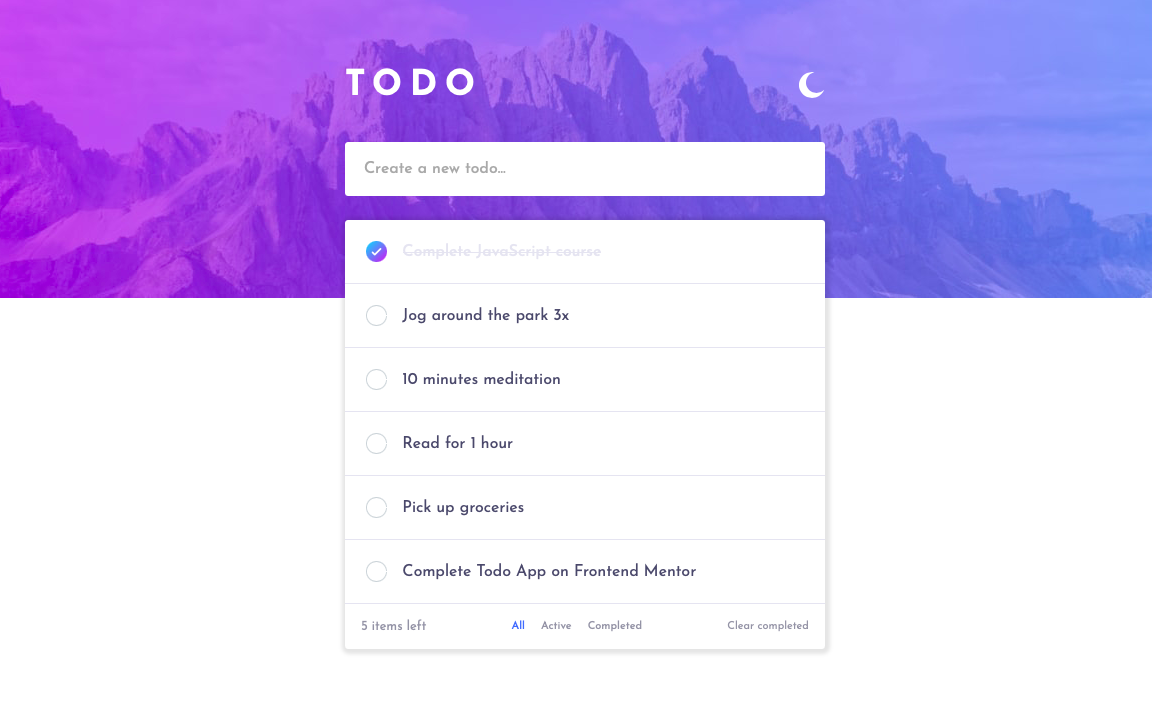 TODO
Create a new todo...
Complete JavaScript course
Jog around the park 3x
10 minutes meditation
Read for 1 hour
Pick up groceries
Complete Todo App on Frontend Mentor
5 items left All Active Completed Clear completed